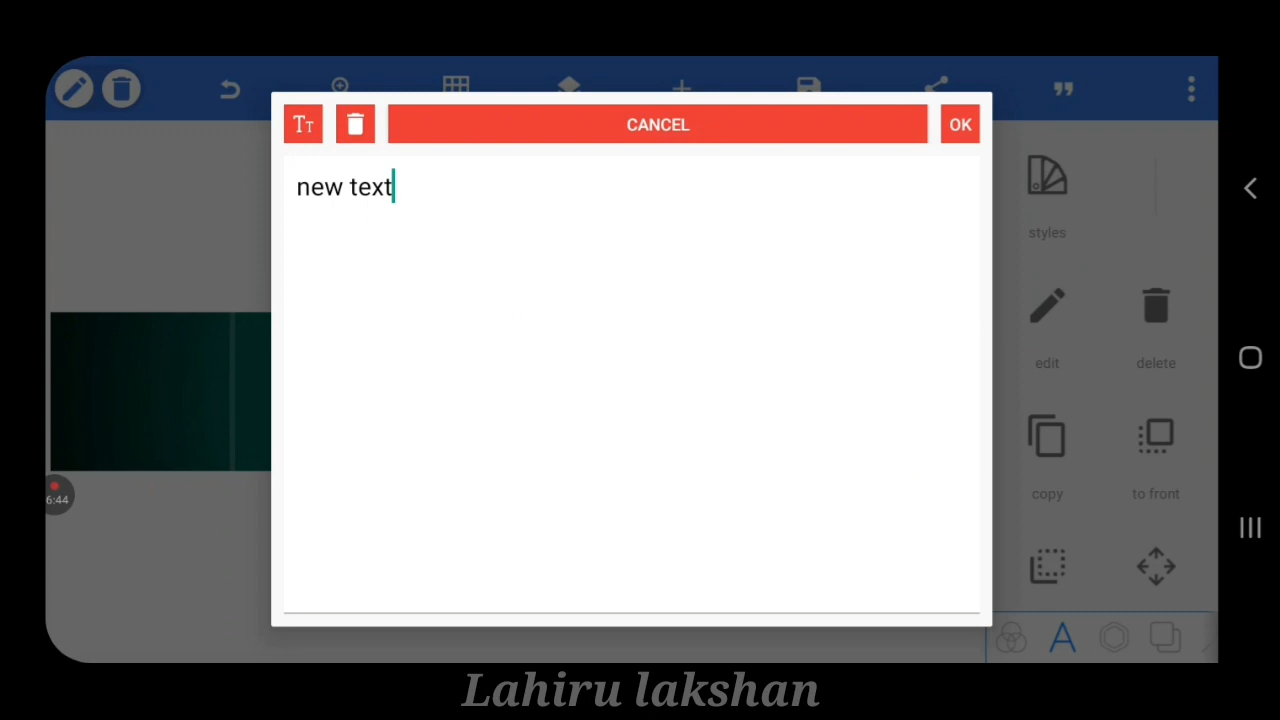 Tт
CANCEL
OK
new text
styles
edit
delete
copy
to front
6:44
Lahiru lakshan